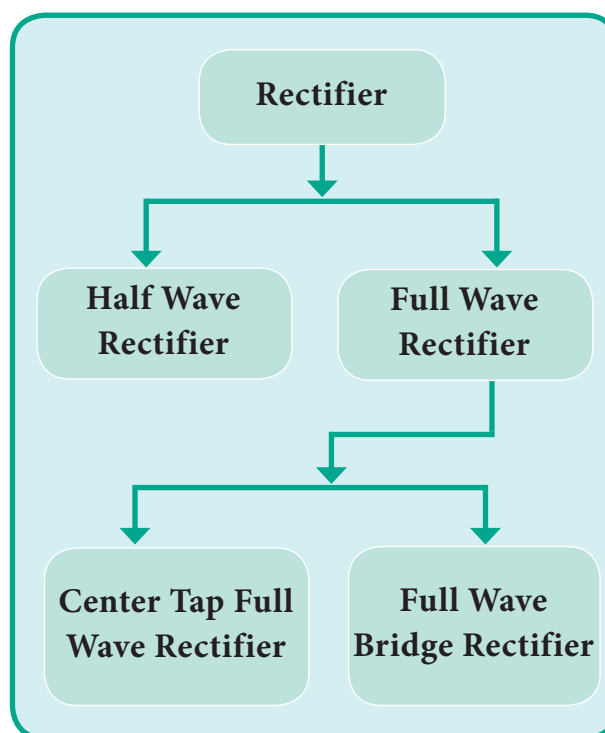 Rectifier
Half Wave
Rectifier
Full Wave
Rectifier
Center Tap Full
Wave Rectifier
Full Wave
Bridge Rectifier